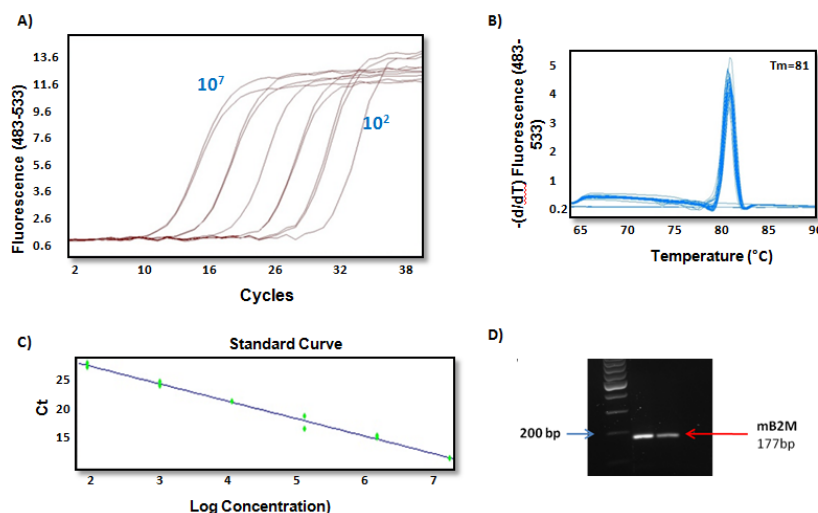 A)
Fluorescence (483-533)
13.6
11.6
9.6
7.6
5.6
3.6
2.6
0.6
10⁷
10²
2
10
16
26
32
38
Cycles
B)
-(d/dT) Fluorescence (483-
533)
5
4
3
2
1
0.2
Tm=81
64
70
75
80
85
90
Temperature (°C)
C)
Standard Curve
Ct
25
20
15
2
3
4
5
6
7
Log Concentration)
D)
200 bp
mB2M
177bp